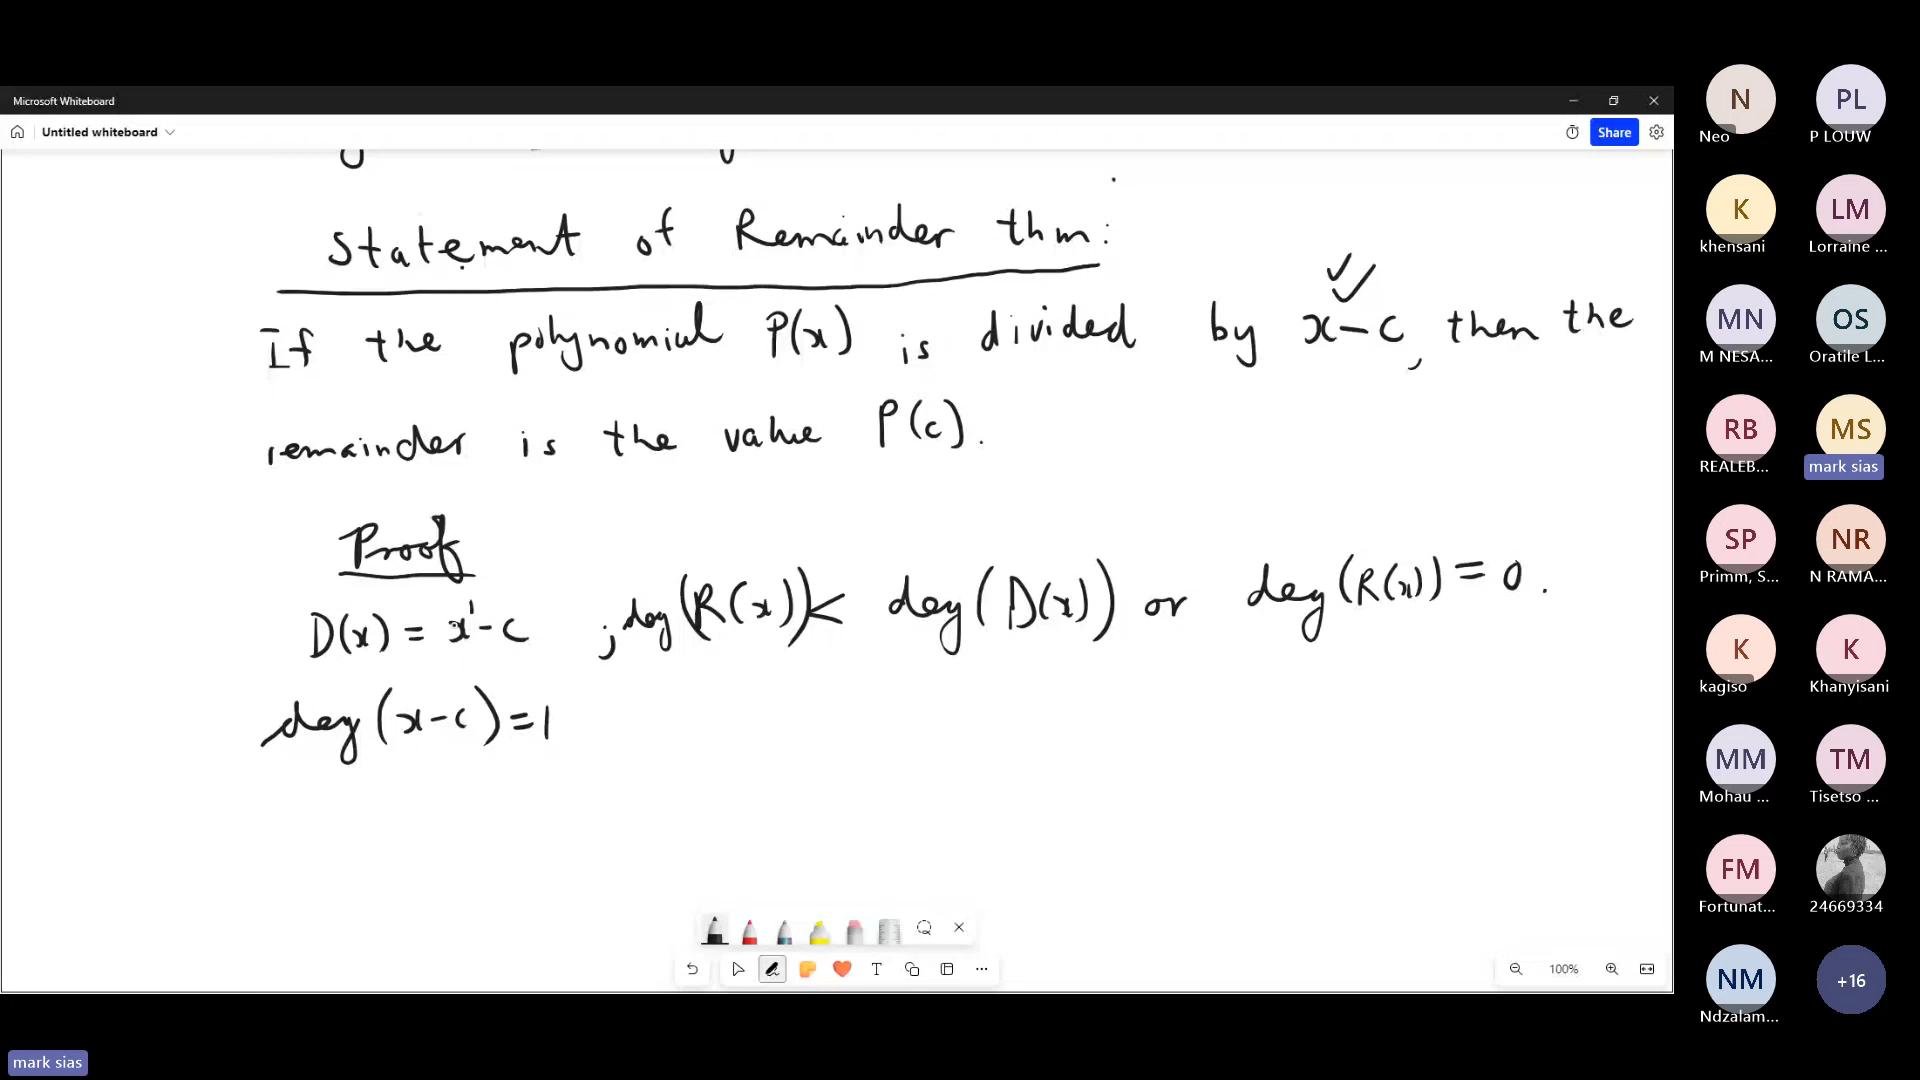 Microsoft Whiteboard
Untitled whiteboard
Share
Statement of Remainder thm:
If the polynomial P(x) is divided by x-c, then the
remainder is the value P(c).
Proof
D(x) = x¹-c ; deg(R(x)) < deg(D(x)) or deg(R(x)) = 0.
deg(x-c) = 1
100%
N
Neo
PL
P LOUW
K
khensani
LM
Lorraine ...
MN
M NESA...
OS
Oratile L...
RB
REALEB...
MS
mark sias
SP
Primm, S...
NR
N RAMA...
K
kagiso
K
Khanyisani
MM
Mohau ...
TM
Tisetso ...
FM
Fortunat...
24669334
NM
Ndzalam...
+16
mark sias